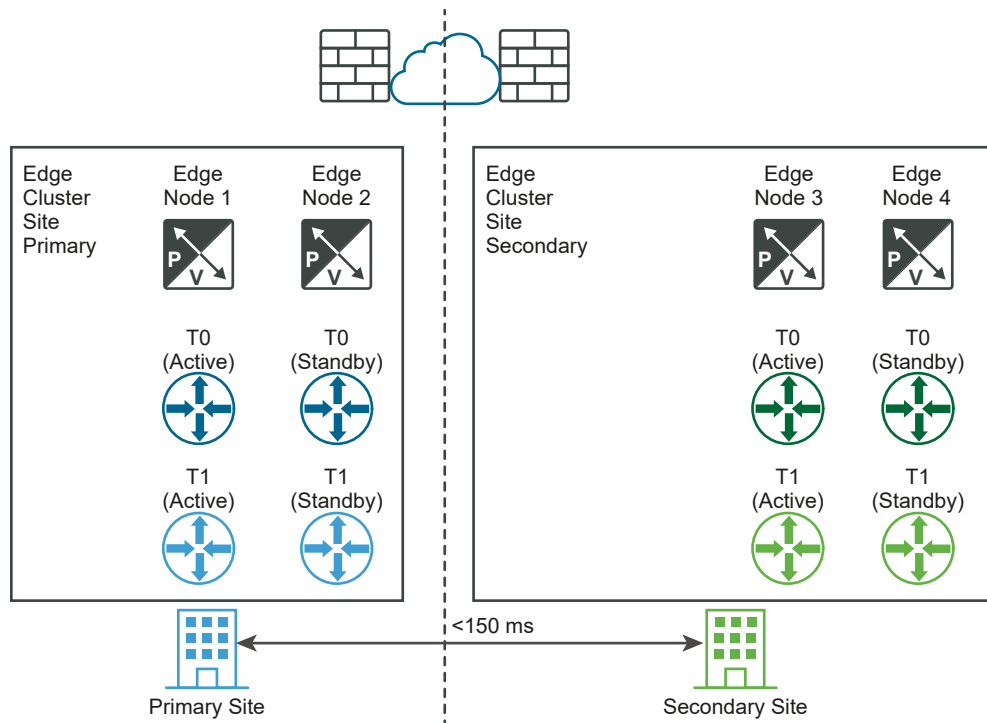 Edge
Cluster
Site
Primary
Edge
Node 1
Edge
Node 2
P
V
P
V
T0
(Active)
T0
(Standby)
T1
(Active)
T1
(Standby)
Edge
Cluster
Site
Secondary
Edge
Node 3
Edge
Node 4
P
V
P
V
T0
(Active)
T0
(Standby)
T1
(Active)
T1
(Standby)
<150 ms
Primary Site
Secondary Site